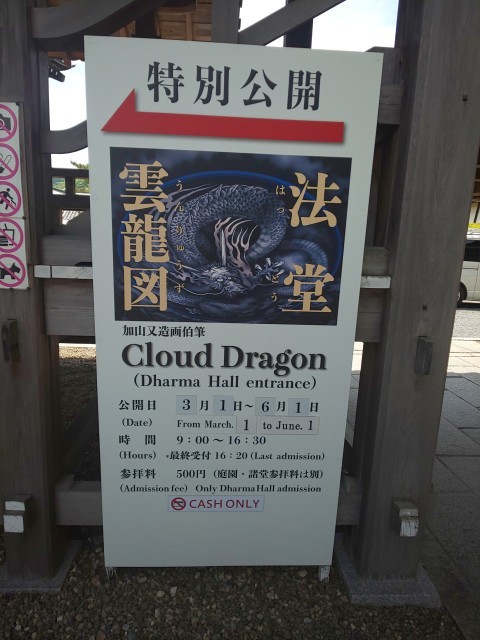 特別公開
法堂
はっとう
雲龍図
うんりゅうず
加山又造画伯筆
Cloud Dragon
(Dharma Hall entrance)
公開日 3月1日～6月1日
(Date) From March. 1 to June. 1
時間 9：00～16：30
(Hours) *最終受付 16：20 (Last admission)
参拝料 500円（庭園・諸堂参拝料は別）
(Admission fee) Only Dharma Hall admission
CASH ONLY